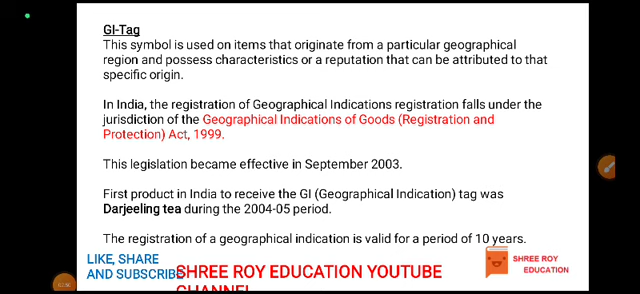 GI-Tag
This symbol is used on items that originate from a particular geographical
region and possess characteristics or a reputation that can be attributed to that
specific origin.
In India, the registration of Geographical Indications registration falls under the
jurisdiction of the Geographical Indications of Goods (Registration and
Protection) Act, 1999.
This legislation became effective in September 2003.
First product in India to receive the GI (Geographical Indication) tag was
Darjeeling tea during the 2004-05 period.
The registration of a geographical indication is valid for a period of 10 years.
LIKE, SHARE
AND SUBSCRIBE
SHREE ROY EDUCATION YOUTUBE
CHANNEL
SHREE ROY
EDUCATION